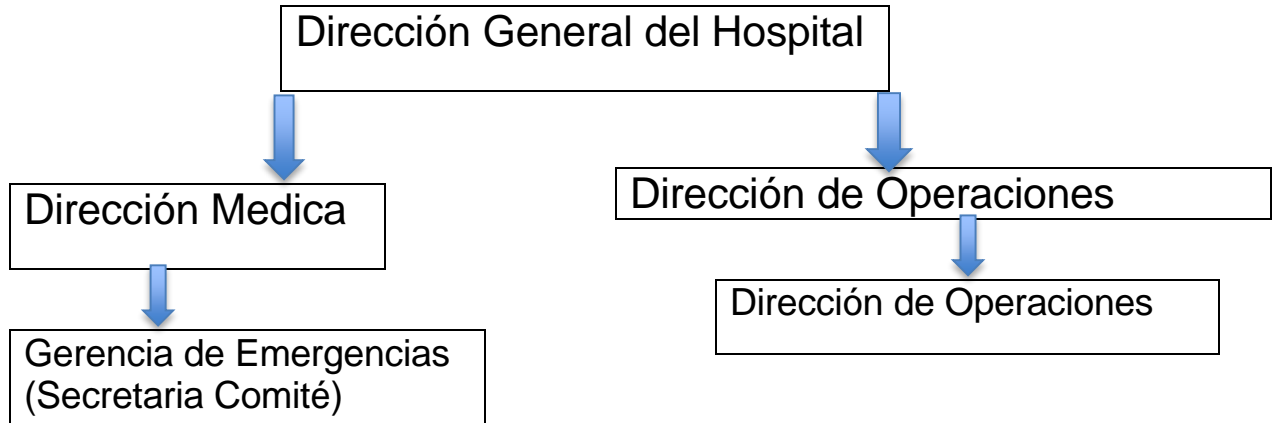 Dirección General del Hospital
Dirección Medica
Dirección de Operaciones
Dirección de Operaciones
Gerencia de Emergencias
(Secretaria Comité)